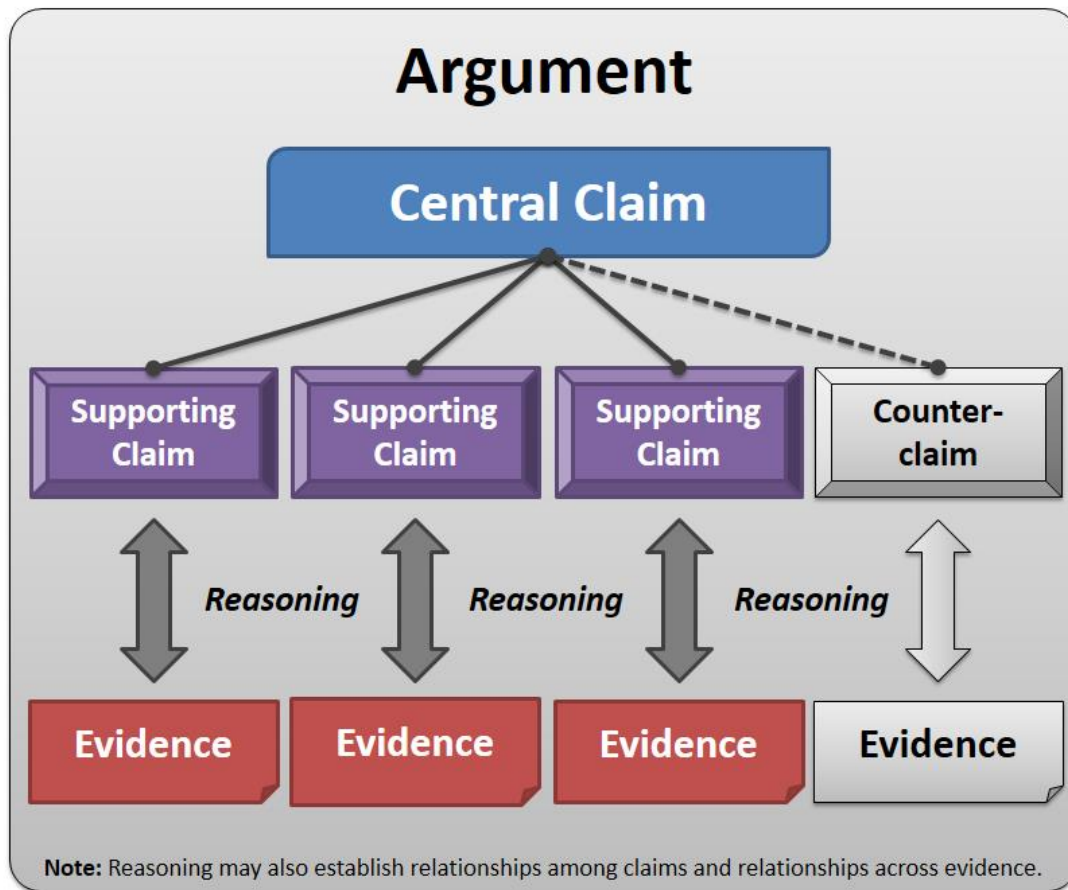 Argument
Central Claim
Supporting
Claim
Supporting
Claim
Supporting
Claim
Counter-
claim
Reasoning
Reasoning
Reasoning
Evidence
Evidence
Evidence
Evidence
Note: Reasoning may also establish relationships among claims and relationships across evidence.